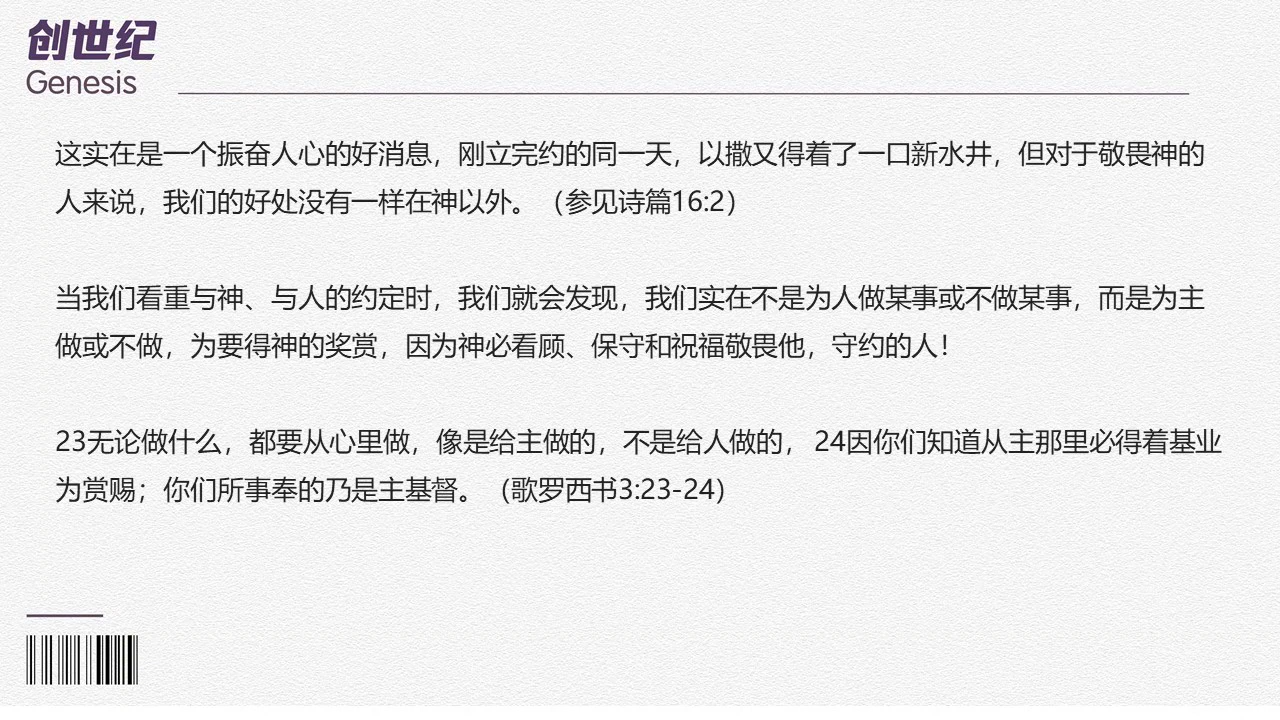 创世纪
Genesis
这实在是一个振奋人心的好消息，刚立完约的同一天，以撒又得着了一口新水井，但对于敬畏神的
人来说，我们的好处没有一样在神以外。（参见诗篇16:2）
当我们看重与神、与人的约定时，我们就会发现，我们实在不是为人做某事或不做某事，而是为主
做或不做，为要得神的奖赏，因为神必看顾、保守和祝福敬畏他，守约的人！
23无论做什么，都要从心里做，像是给主做的，不是给人做的， 24因你们知道从主那里必得着基业
为赏赐；你们所事奉的乃是主基督。（歌罗西书3:23-24）